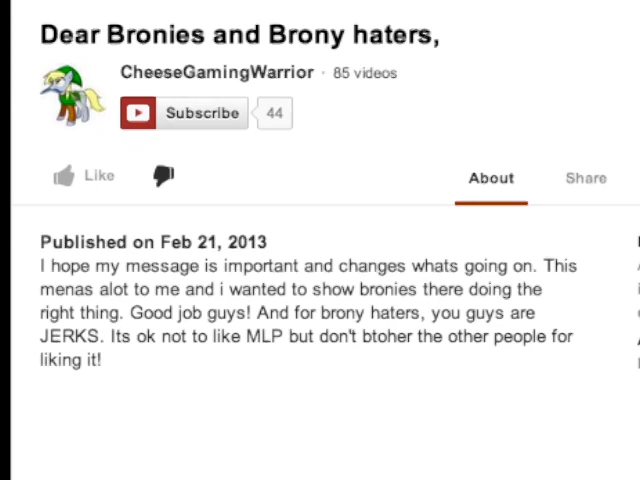 Dear Bronies and Brony haters,
CheeseGamingWarrior · 85 videos
Subscribe 44
Like
About Share
Published on Feb 21, 2013
I hope my message is important and changes whats going on. This
menas alot to me and i wanted to show bronies there doing the
right thing. Good job guys! And for brony haters, you guys are
JERKS. Its ok not to like MLP but don't btoher the other people for
liking it!